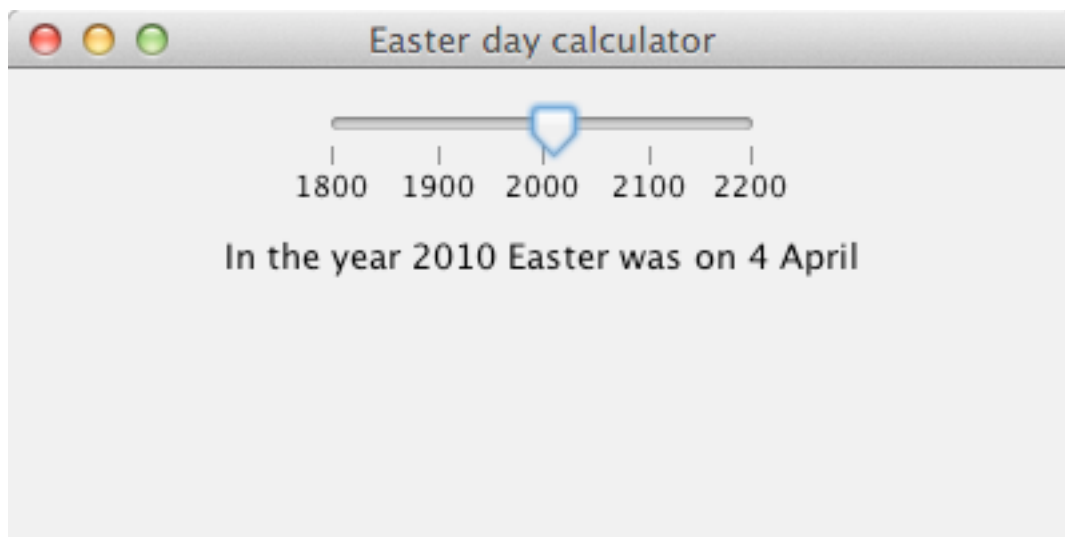 Easter day calculator
1800 1900 2000 2100 2200
In the year 2010 Easter was on 4 April